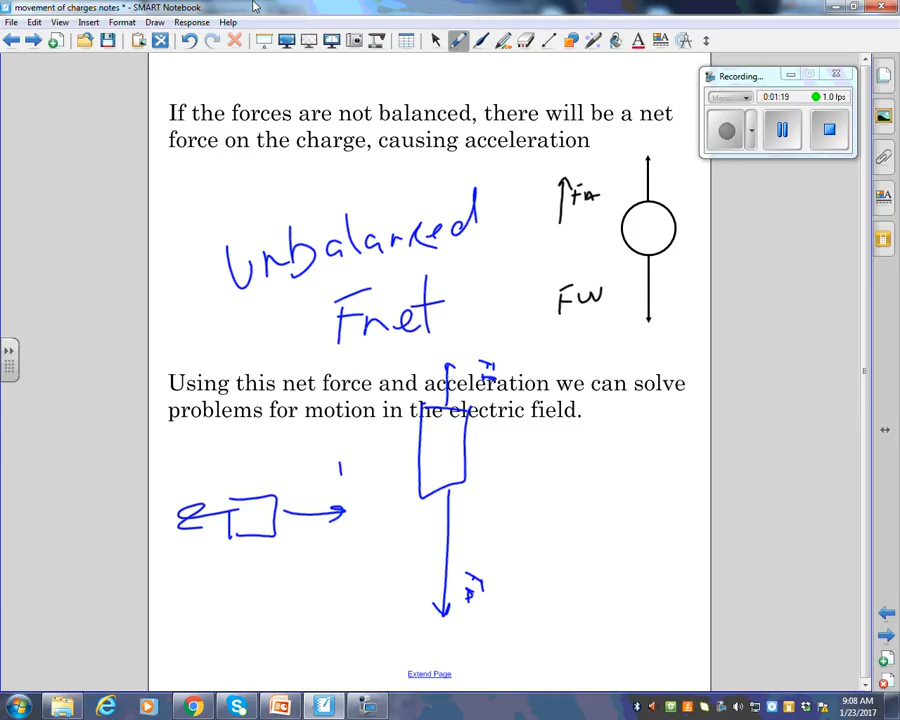 movement of charges notes * - SMART Notebook
File Edit View Insert Format Draw Response Help
Recording...
Menu
0:01:19
1.0 fps
If the forces are not balanced, there will be a net
force on the charge, causing acceleration
FA
Unbalanced
FW
Fnet
Using this net force and acceleration we can solve
problems for motion in the electric field.
Extend Page
9:08 AM
1/23/2017